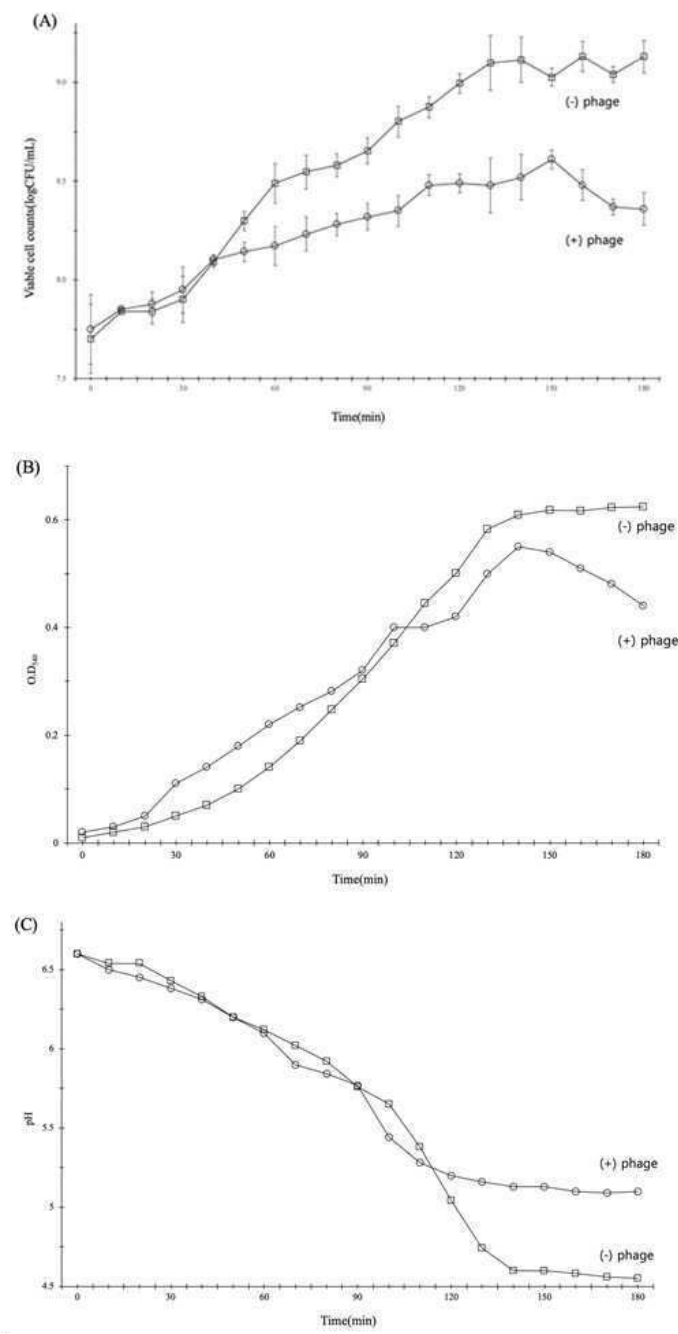 (A)
Viable cell counts(logCFU/mL)
9.0
8.5
8.0
7.5
(-) phage
(+) phage
0 30 60 90 120 150 180
Time(min)
(B)
O.D₅₄₀
0.6
0.4
0.2
0
(-) phage
(+) phage
0 30 60 90 120 150 180
Time(min)
(C)
pH
6.5
6
5.5
5
4.5
(+) phage
(-) phage
0 30 60 90 120 150 180
Time(min)